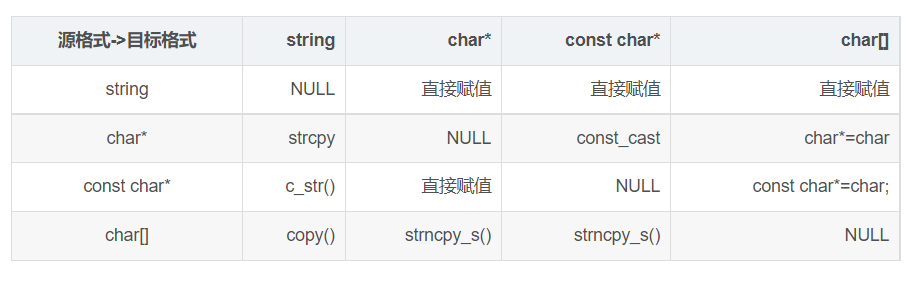 源格式->目标格式 string char* const char* char[]
string NULL 直接赋值 直接赋值 直接赋值
char* strcpy NULL const_cast char*=char
const char* c_str() 直接赋值 NULL const char*=char;
char[] copy() strncpy_s() strncpy_s() NULL